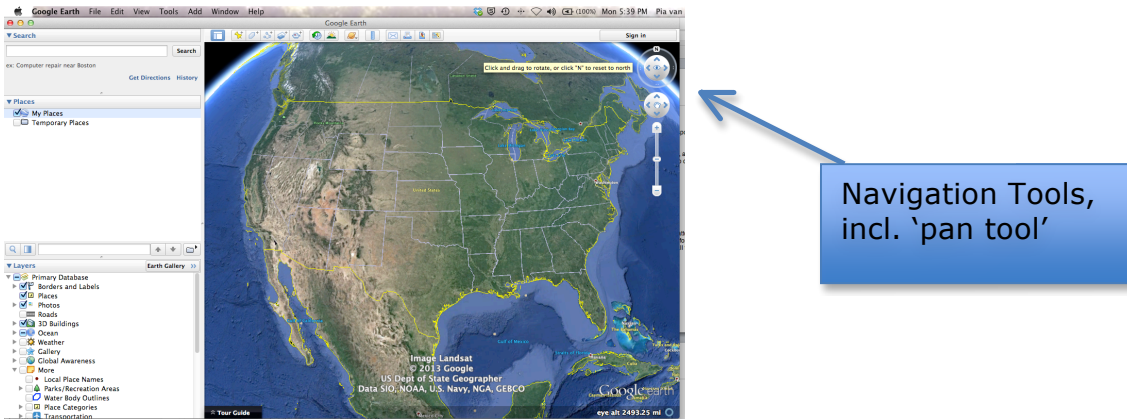 Google Earth File Edit View Tools Add Window Help (100%) Mon 5:39 PM Pia van
Google Earth
Search
Sign in
Search
ex: Computer repair near Boston
Get Directions History
Click and drag to rotate, or click "N" to reset to north
N
Places
My Places
Temporary Places
United States
Navigation Tools,
incl. ‘pan tool’
Layers
Earth Gallery >>
Primary Database
Borders and Labels
Places
Photos
Roads
3D Buildings
Ocean
Weather
Gallery
Global Awareness
More
Local Place Names
Parks/Recreation Areas
Water Body Outlines
Place Categories
Transportation
Gulf of Mexico
Image Landsat
© 2013 Google
US Dept of State Geographer
Data SIO, NOAA, U.S. Navy, NGA, GEBCO
Google earth
Tour Guide
eye alt 2493.25 mi